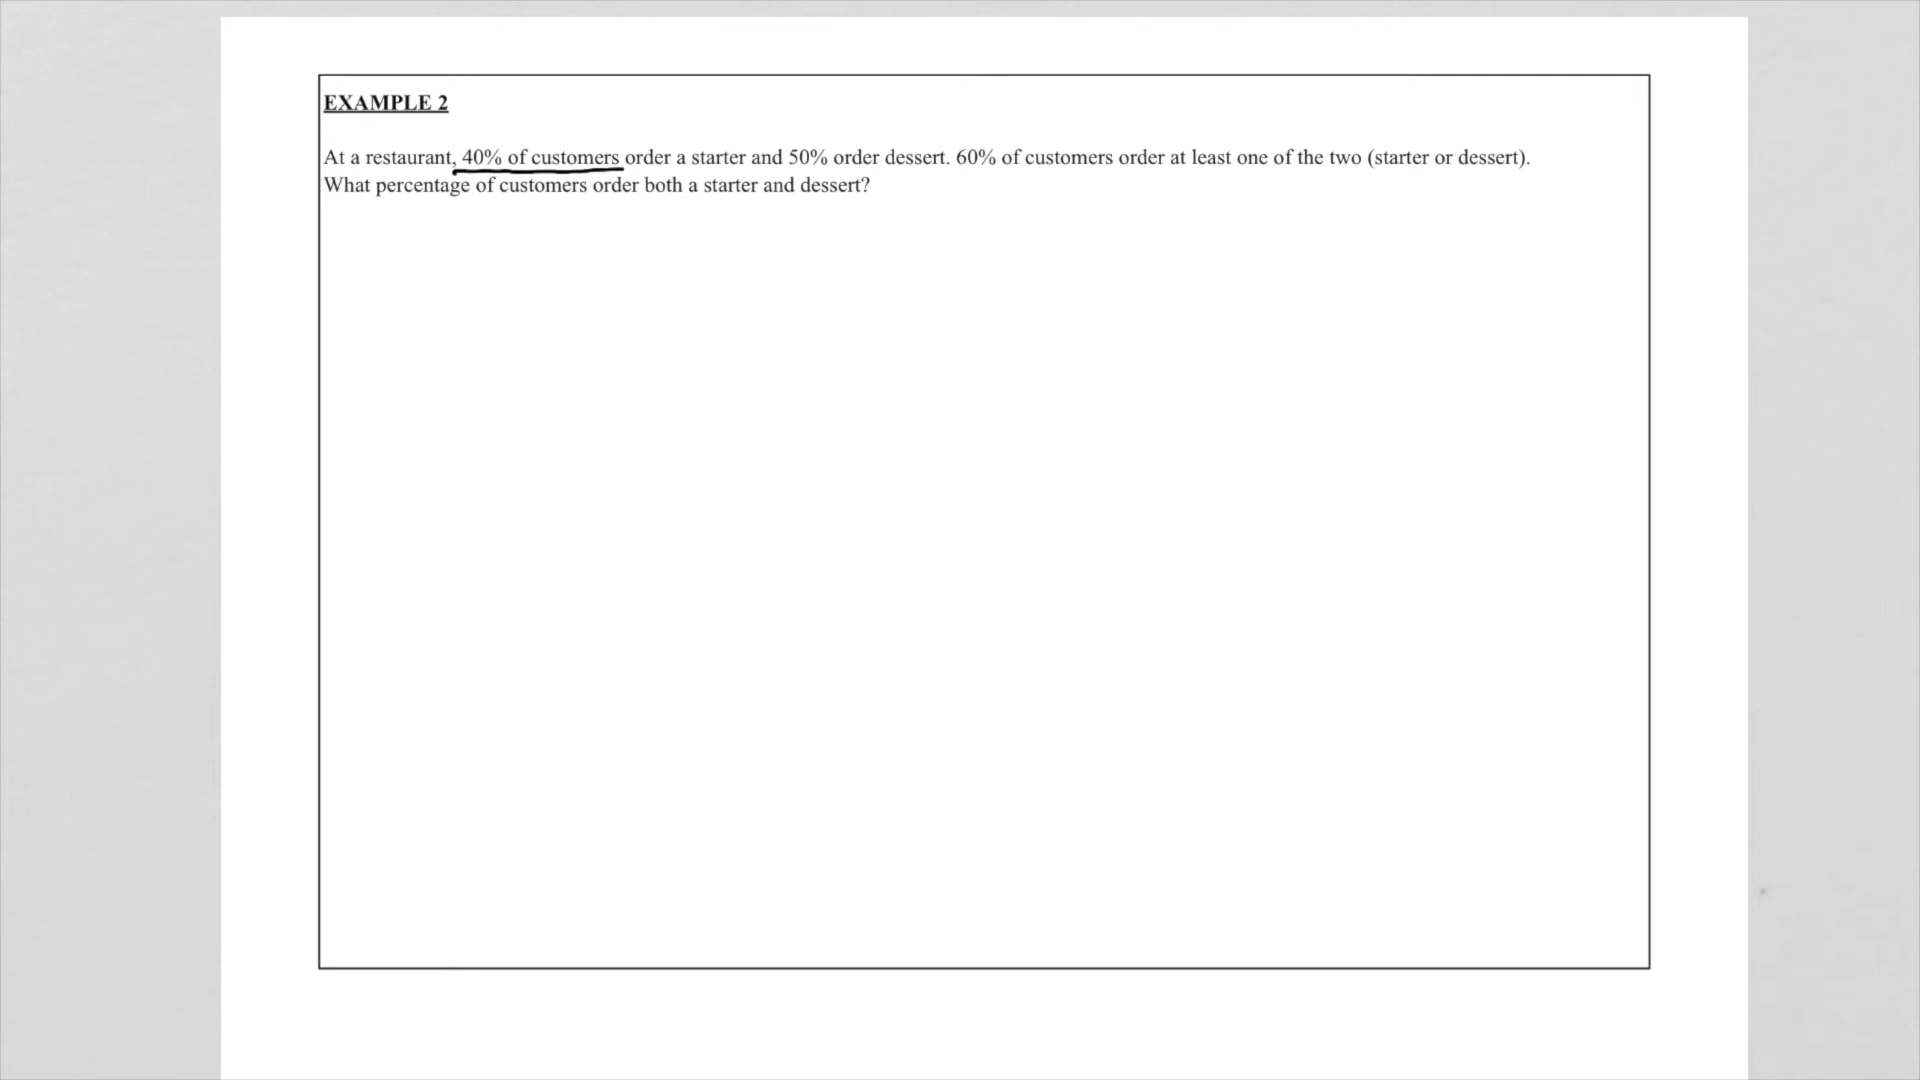 EXAMPLE 2
At a restaurant, 40% of customers order a starter and 50% order dessert. 60% of customers order at least one of the two (starter or dessert).
What percentage of customers order both a starter and dessert?